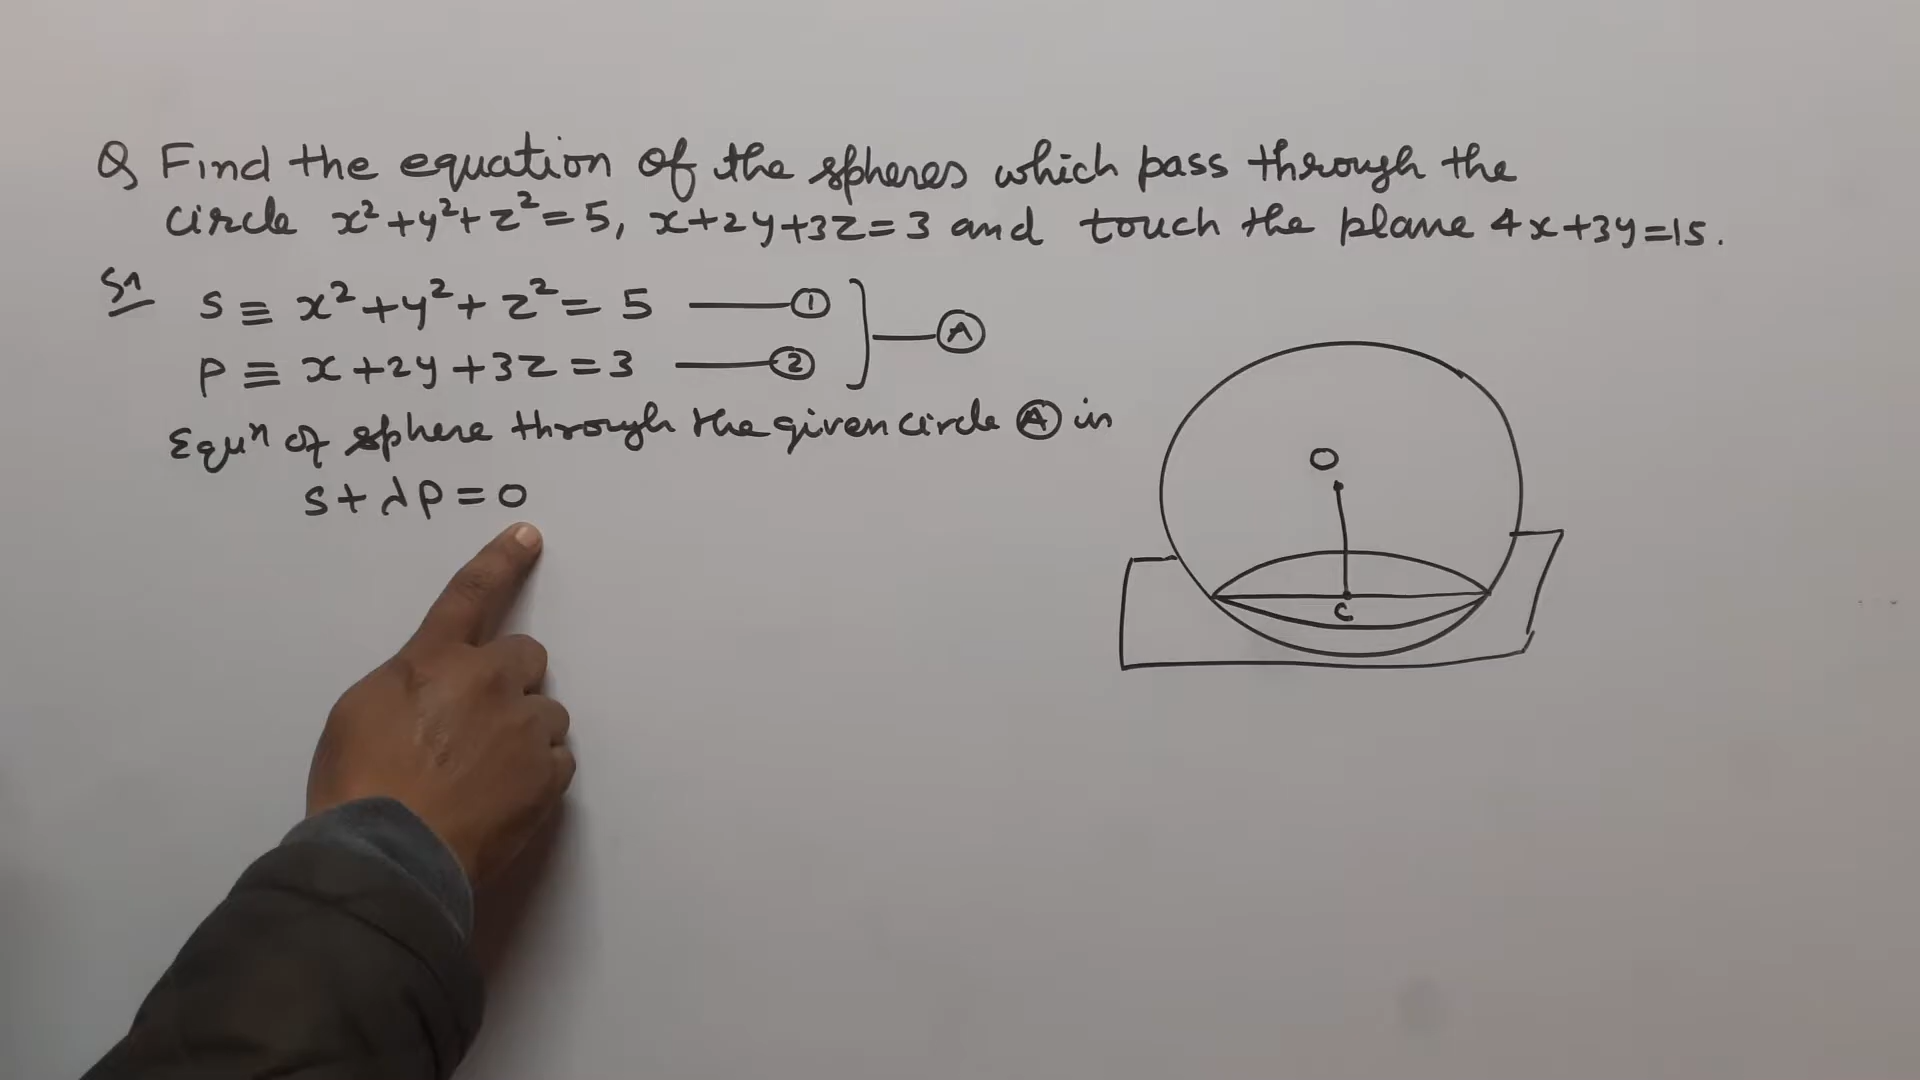 Q Find the equation of the spheres which pass through the
circle x²+y²+z²=5, x+2y+3z=3 and touch the plane 4x+3y=15.
Sn S≡ x²+y²+z²=5 —— ①
P≡ x+2y+3z=3 —— ② ] —— Ⓐ
Equⁿ of sphere through the given circle Ⓐ is
S+λP=0
O
C